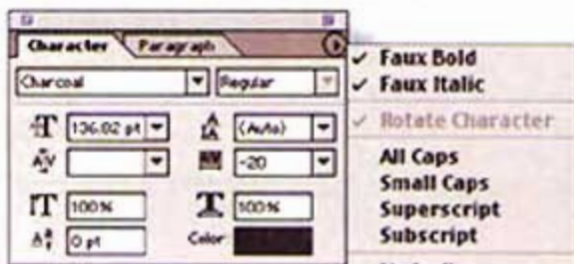 Character Paragraph
Charcoal Regular
136.02 pt (Auto)
-20
100% 100%
0 pt Color:
Faux Bold
Faux Italic
Rotate Character
All Caps
Small Caps
Superscript
Subscript